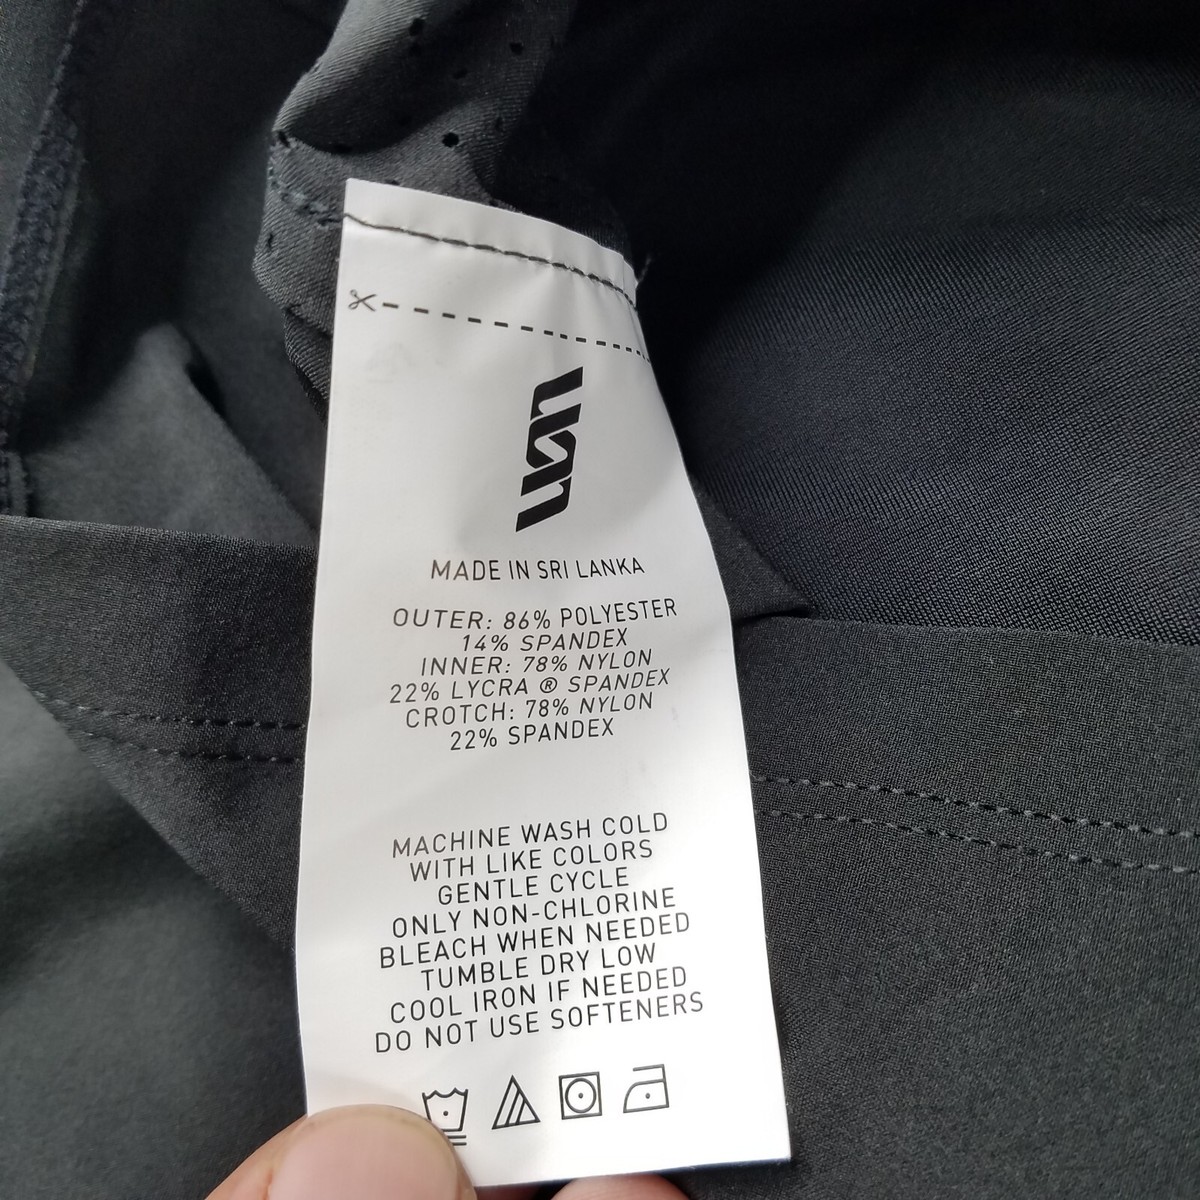 MADE IN SRI LANKA
OUTER: 86% POLYESTER
14% SPANDEX
INNER: 78% NYLON
22% LYCRA ® SPANDEX
CROTCH: 78% NYLON
22% SPANDEX
MACHINE WASH COLD
WITH LIKE COLORS
GENTLE CYCLE
ONLY NON-CHLORINE
BLEACH WHEN NEEDED
TUMBLE DRY LOW
COOL IRON IF NEEDED
DO NOT USE SOFTENERS